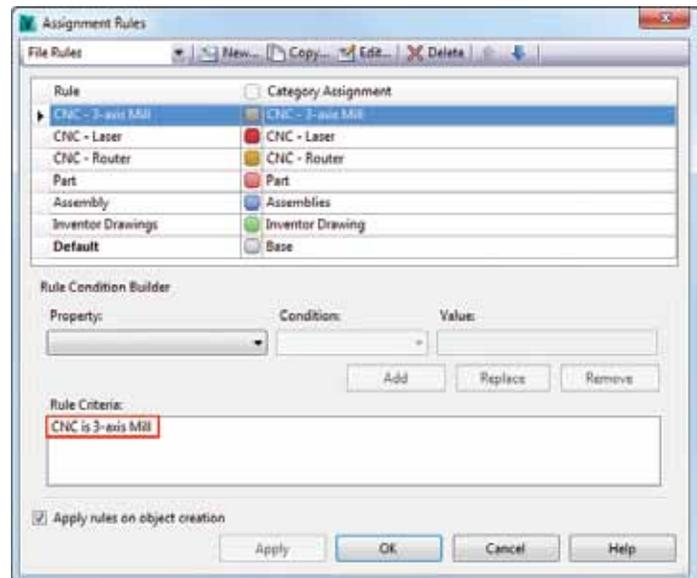 Assignment Rules
File Rules New... Copy... Edit... Delete
Rule Category Assignment
CNC - 3-axis Mill CNC - 3-axis Mill
CNC - Laser CNC - Laser
CNC - Router CNC - Router
Part Part
Assembly Assemblies
Inventor Drawings Inventor Drawing
Default Base
Rule Condition Builder
Property: Condition: Value:
Add Replace Remove
Rule Criteria:
CNC is 3-axis Mill
Apply rules on object creation
Apply OK Cancel Help